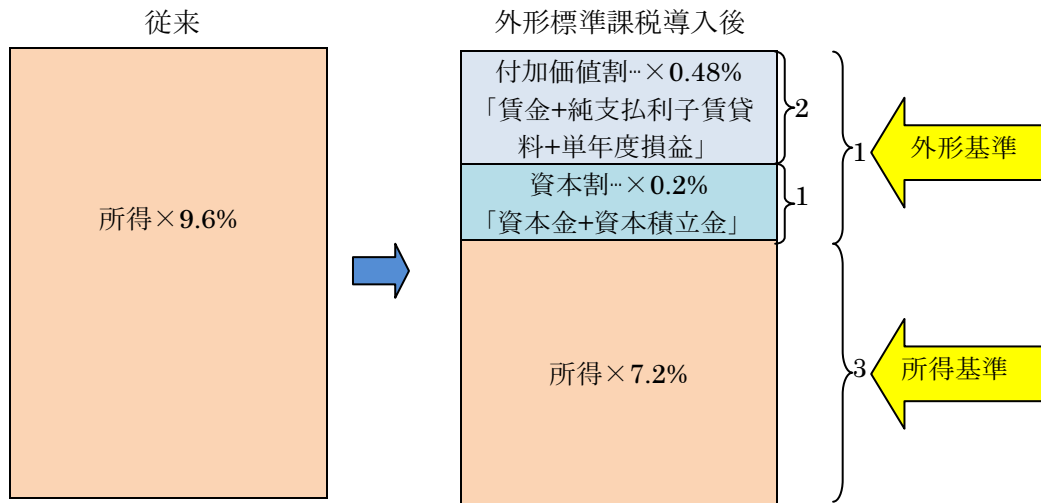 従来
所得×9.6%
外形標準課税導入後
付加価値割…×0.48%
「賃金+純支払利子賃貸
料+単年度損益」
2
資本割…×0.2%
「資本金+資本積立金」
1
1
外形基準
所得×7.2%
3
所得基準